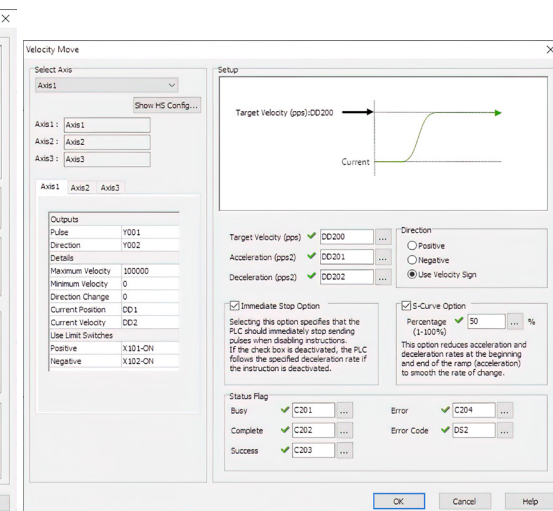 Velocity Move
Select Axis
Axis1
Show HS Config...
Axis1 : Axis1
Axis2 : Axis2
Axis3 : Axis3
Axis1 Axis2 Axis3
Outputs
Pulse Y001
Direction Y002
Details
Maximum Velocity 100000
Minimum Velocity 0
Direction Change 0
Current Position DD1
Current Velocity DD2
Use Limit Switches
Positive X101-ON
Negative X102-ON
Setup
Target Velocity (pps):DD200
Current
Target Velocity (pps) DD200 ...
Acceleration (pps2) DD201 ...
Deceleration (pps2) DD202 ...
Direction
Positive
Negative
Use Velocity Sign
Immediate Stop Option
Selecting this option specifies that the
PLC should immediately stop sending
pulses when disabling instructions.
If the check box is deactivated, the PLC
follows the specified deceleration rate if
the instruction is deactivated.
S-Curve Option
Percentage 50 ... %
(1-100%)
This option reduces acceleration and
deceleration rates at the beginning
and end of the ramp (acceleration)
to smooth the rate of change.
Status Flag
Busy C201 ...
Complete C202 ...
Success C203 ...
Error C204 ...
Error Code DS2 ...
OK Cancel Help